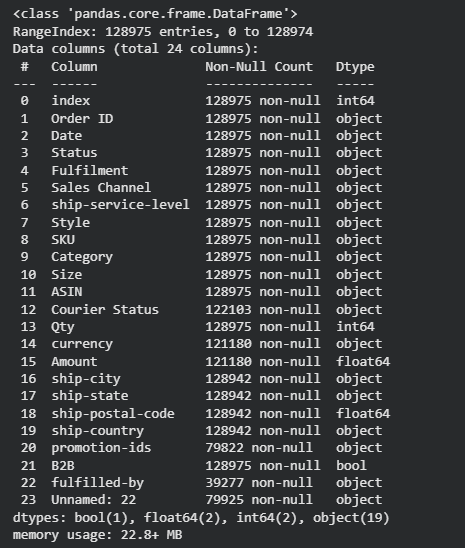 <class 'pandas.core.frame.DataFrame'>
RangeIndex: 128975 entries, 0 to 128974
Data columns (total 24 columns):
 #   Column              Non-Null Count   Dtype
---  ------              --------------   -----
 0   index               128975 non-null  int64
 1   Order ID            128975 non-null  object
 2   Date                128975 non-null  object
 3   Status              128975 non-null  object
 4   Fulfilment          128975 non-null  object
 5   Sales Channel       128975 non-null  object
 6   ship-service-level  128975 non-null  object
 7   Style               128975 non-null  object
 8   SKU                 128975 non-null  object
 9   Category            128975 non-null  object
 10  Size                128975 non-null  object
 11  ASIN                128975 non-null  object
 12  Courier Status      122103 non-null  object
 13  Qty                 128975 non-null  int64
 14  currency            121180 non-null  object
 15  Amount              121180 non-null  float64
 16  ship-city           128942 non-null  object
 17  ship-state          128942 non-null  object
 18  ship-postal-code    128942 non-null  float64
 19  ship-country        128942 non-null  object
 20  promotion-ids       79822 non-null   object
 21  B2B                 128975 non-null  bool
 22  fulfilled-by        39277 non-null   object
 23  Unnamed: 22         79925 non-null   object
dtypes: bool(1), float64(2), int64(2), object(19)
memory usage: 22.8+ MB